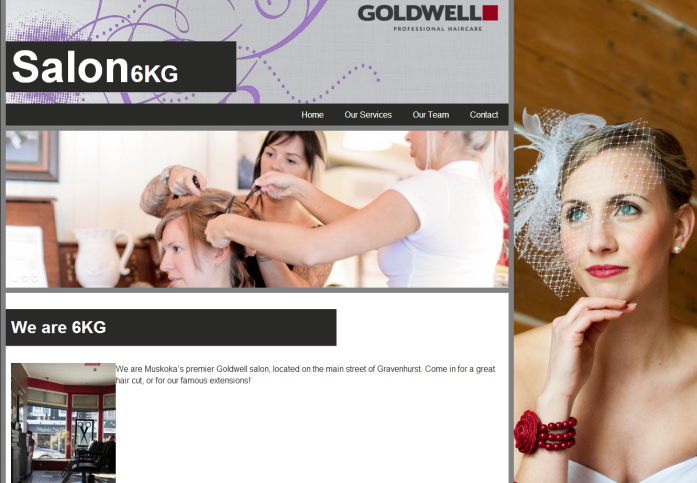 GOLDWELL
PROFESSIONAL HAIRCARE
Salon6KG
Home Our Services Our Team Contact
We are 6KG
We are Muskoka's premier Goldwell salon, located on the main street of Gravenhurst. Come in for a great
hair cut, or for our famous extensions!